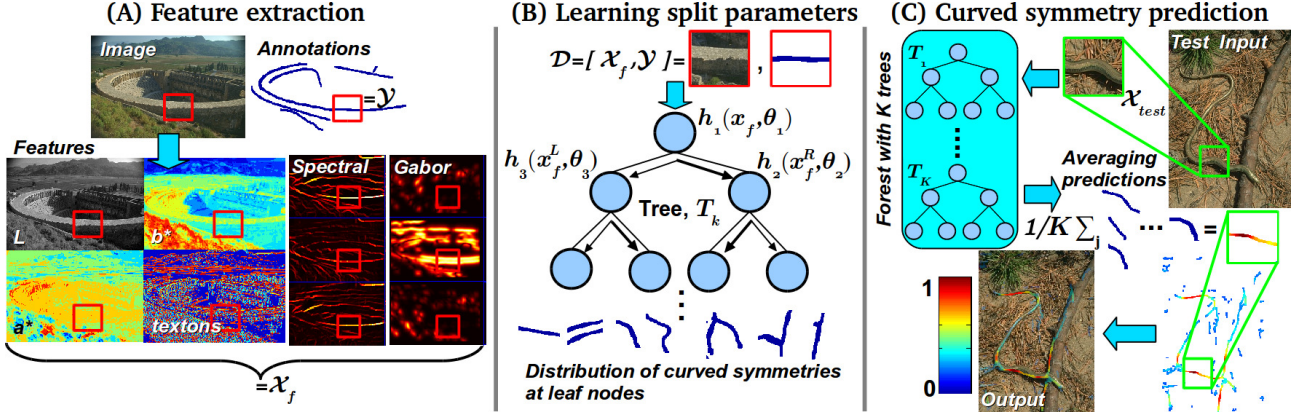 (A) Feature extraction
Image
Annotations
=𝒴
Features
L
b*
a*
textons
Spectral
Gabor
=𝒳f
(B) Learning split parameters
𝒟=[ 𝒳f,𝒴 ]= ,
h1(xf,θ1)
h3(xfL,θ3)
h2(xfR,θ2)
Tree, Tk
Distribution of curved symmetries
at leaf nodes
(C) Curved symmetry prediction
Forest with K trees
T1
TK
Test Input
𝒳test
Averaging
predictions
1/K ∑j ... =
1
0
Output